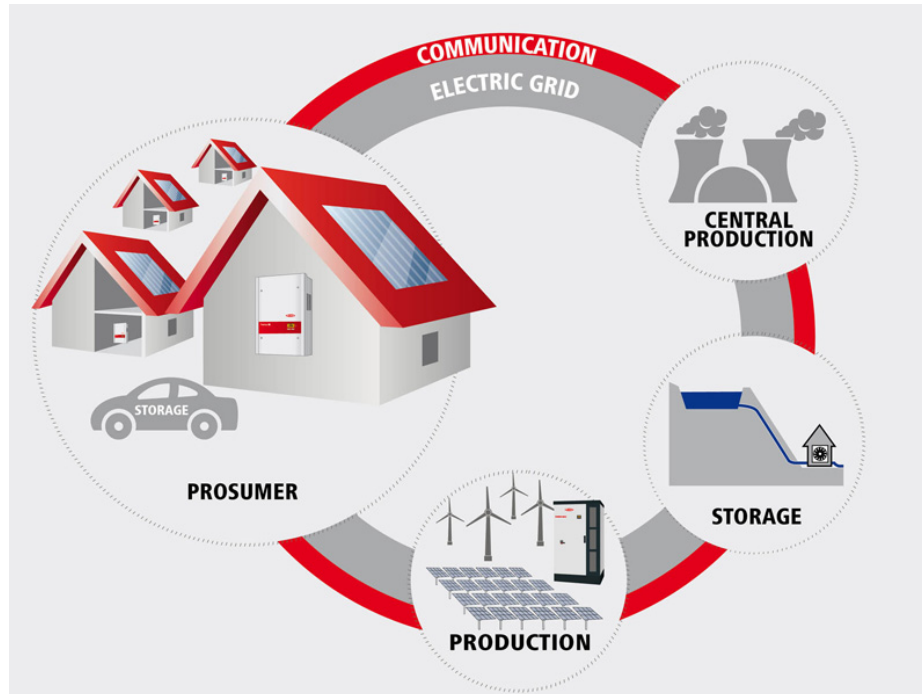 COMMUNICATION
ELECTRIC GRID
CENTRAL
PRODUCTION
STORAGE
PROSUMER
STORAGE
PRODUCTION